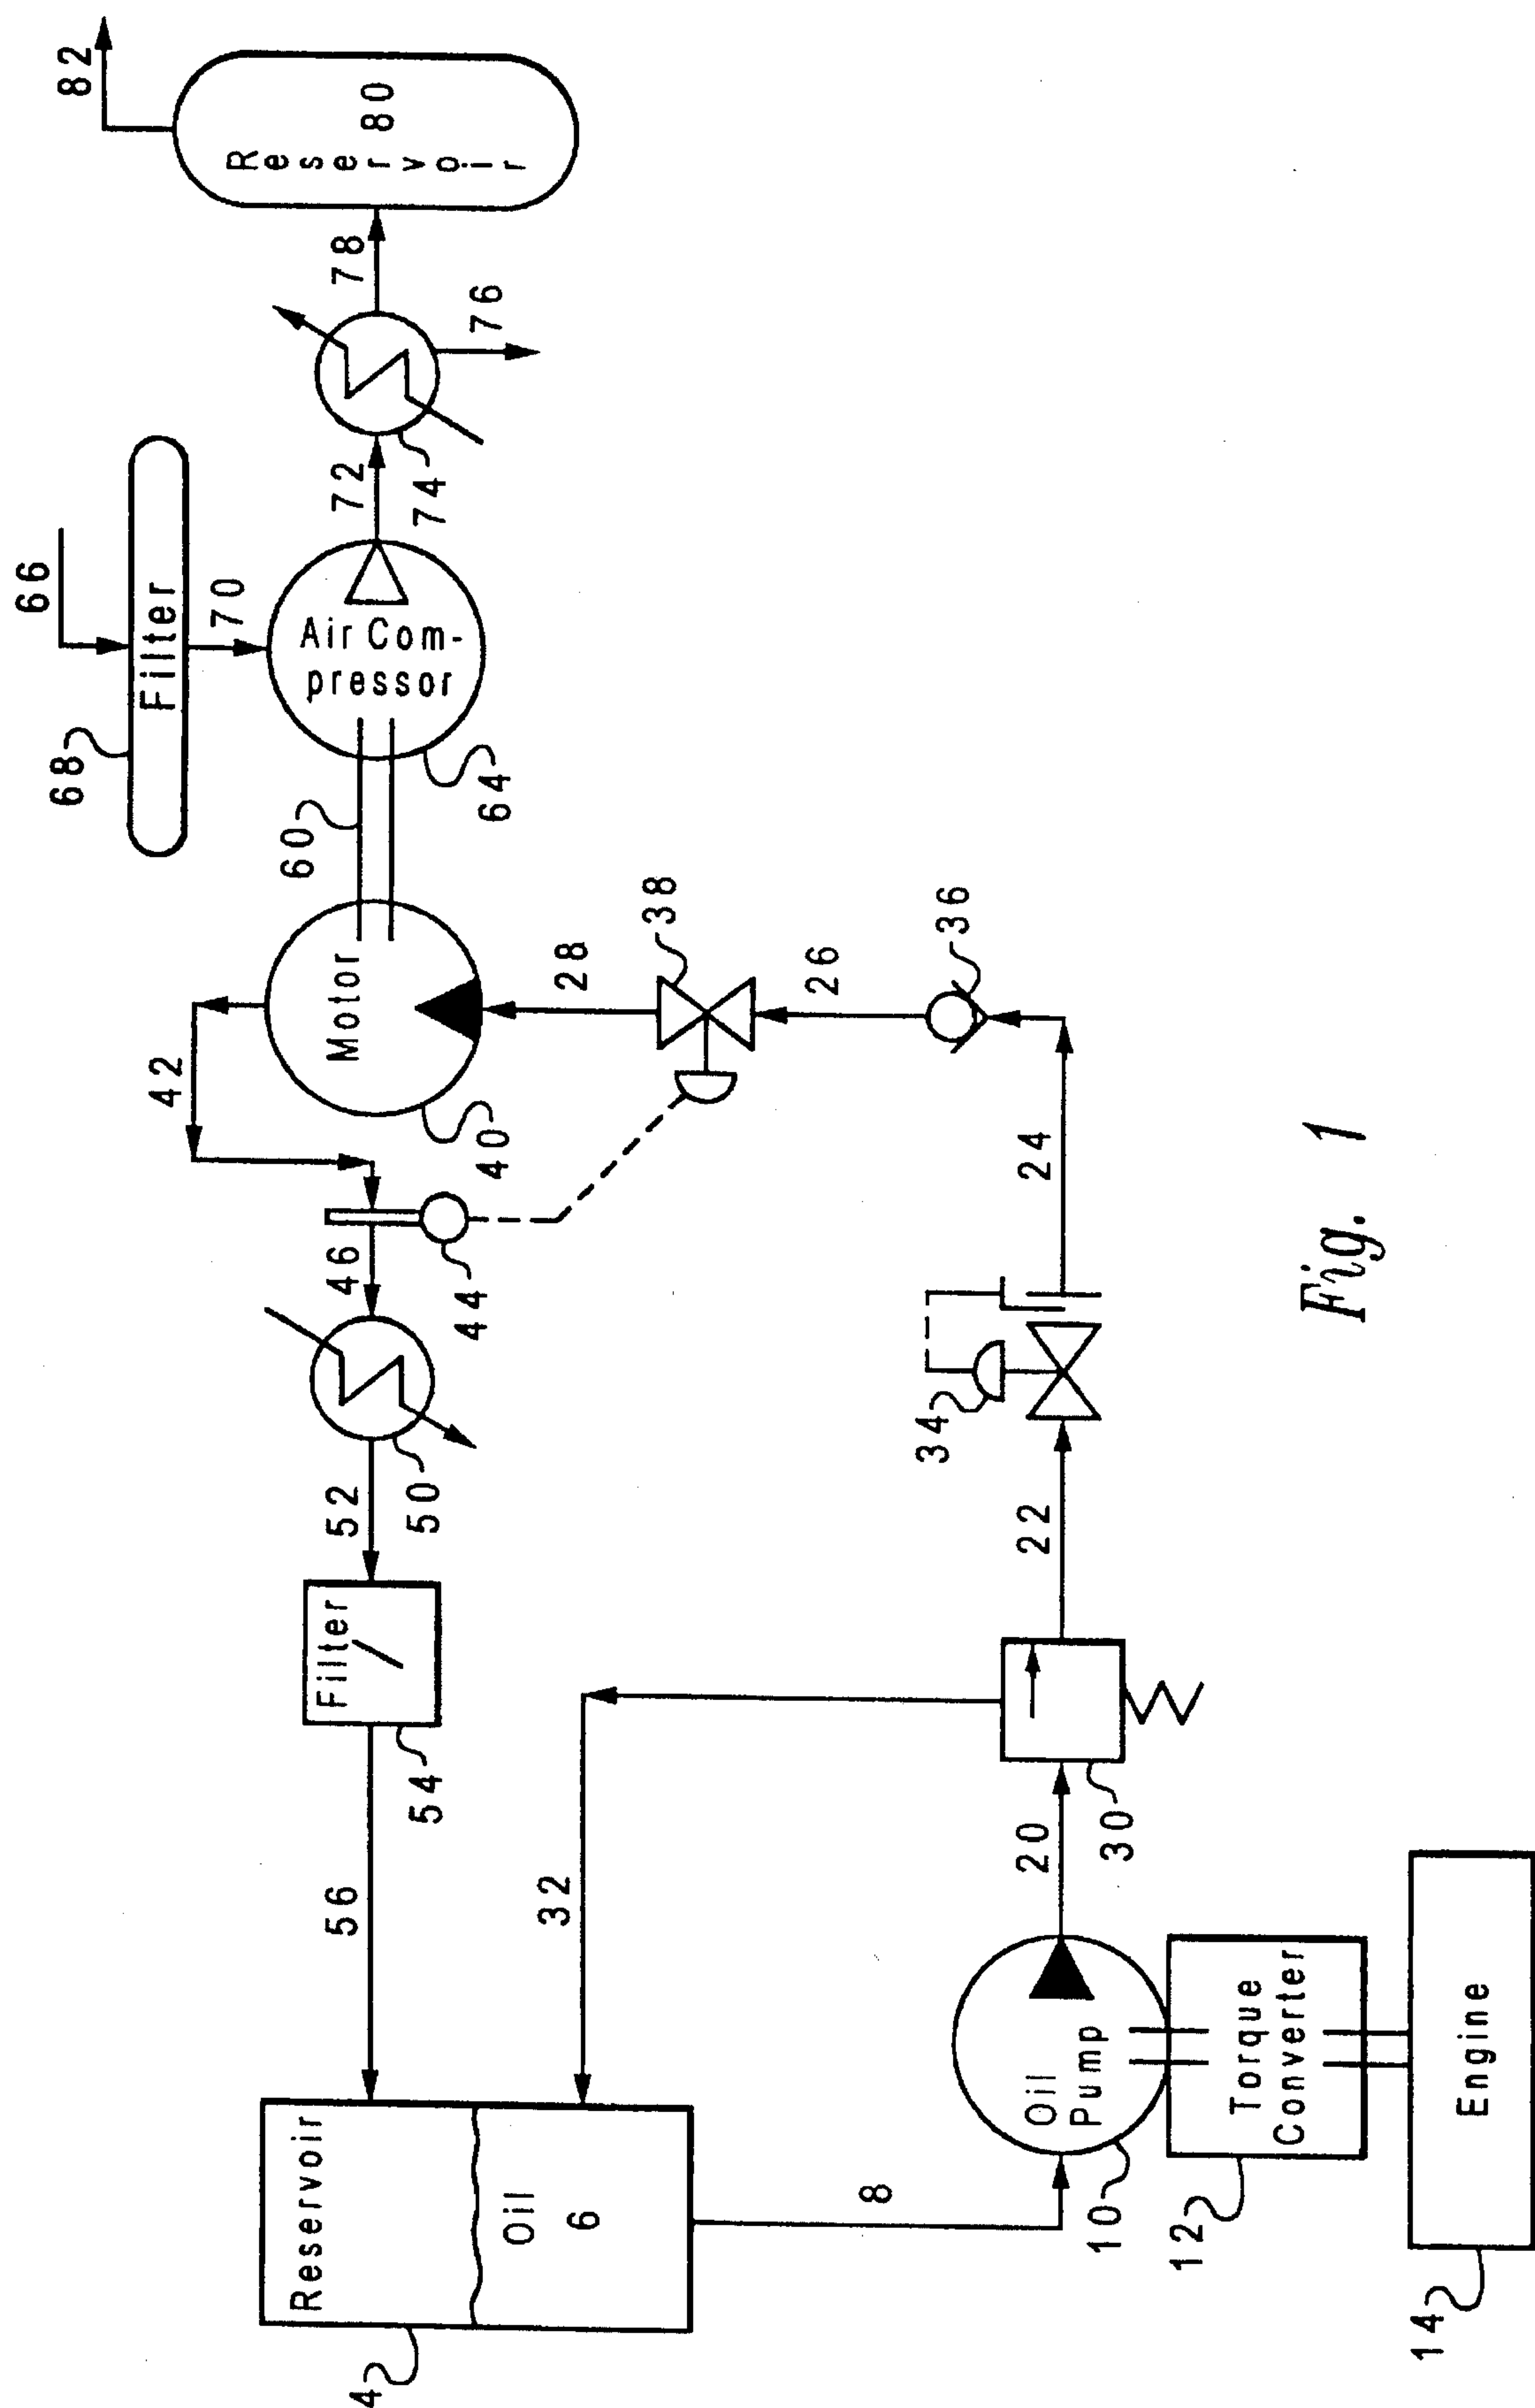 66
82
68
Filter
70
42
60
Motor
Air Com-
pressor
72
78
Reservoir
80
76
74
64
40
44
46
50
52
Filter
54
56
Reservoir
4
Oil
6
32
28
38
26
36
24
34
22
8
20
30
Oil
Pump
10
Torque
Converter
12
Engine
14
Fig. 1